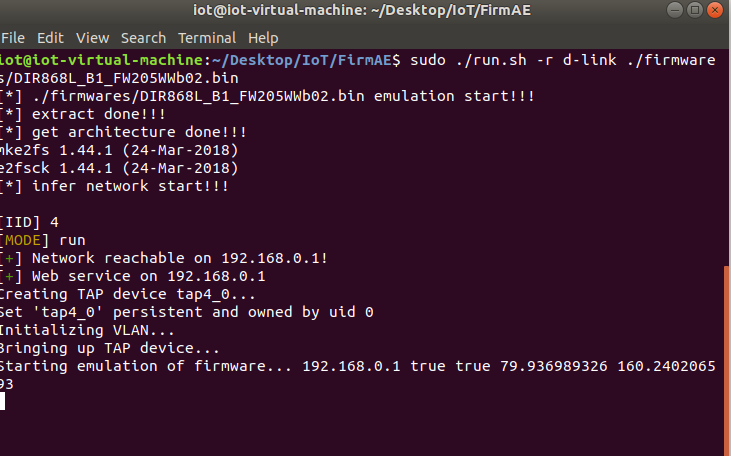 iot@iot-virtual-machine: ~/Desktop/IoT/FirmAE
File Edit View Search Terminal Help
iot@iot-virtual-machine:~/Desktop/IoT/FirmAE$ sudo ./run.sh -r d-link ./firmware
s/DIR868L_B1_FW205WWb02.bin
[*] ./firmwares/DIR868L_B1_FW205WWb02.bin emulation start!!!
[*] extract done!!!
[*] get architecture done!!!
mke2fs 1.44.1 (24-Mar-2018)
e2fsck 1.44.1 (24-Mar-2018)
[*] infer network start!!!
[IID] 4
[MODE] run
[+] Network reachable on 192.168.0.1!
[+] Web service on 192.168.0.1
Creating TAP device tap4_0...
Set 'tap4_0' persistent and owned by uid 0
Initializing VLAN...
Bringing up TAP device...
Starting emulation of firmware... 192.168.0.1 true true 79.936989326 160.2402065
93